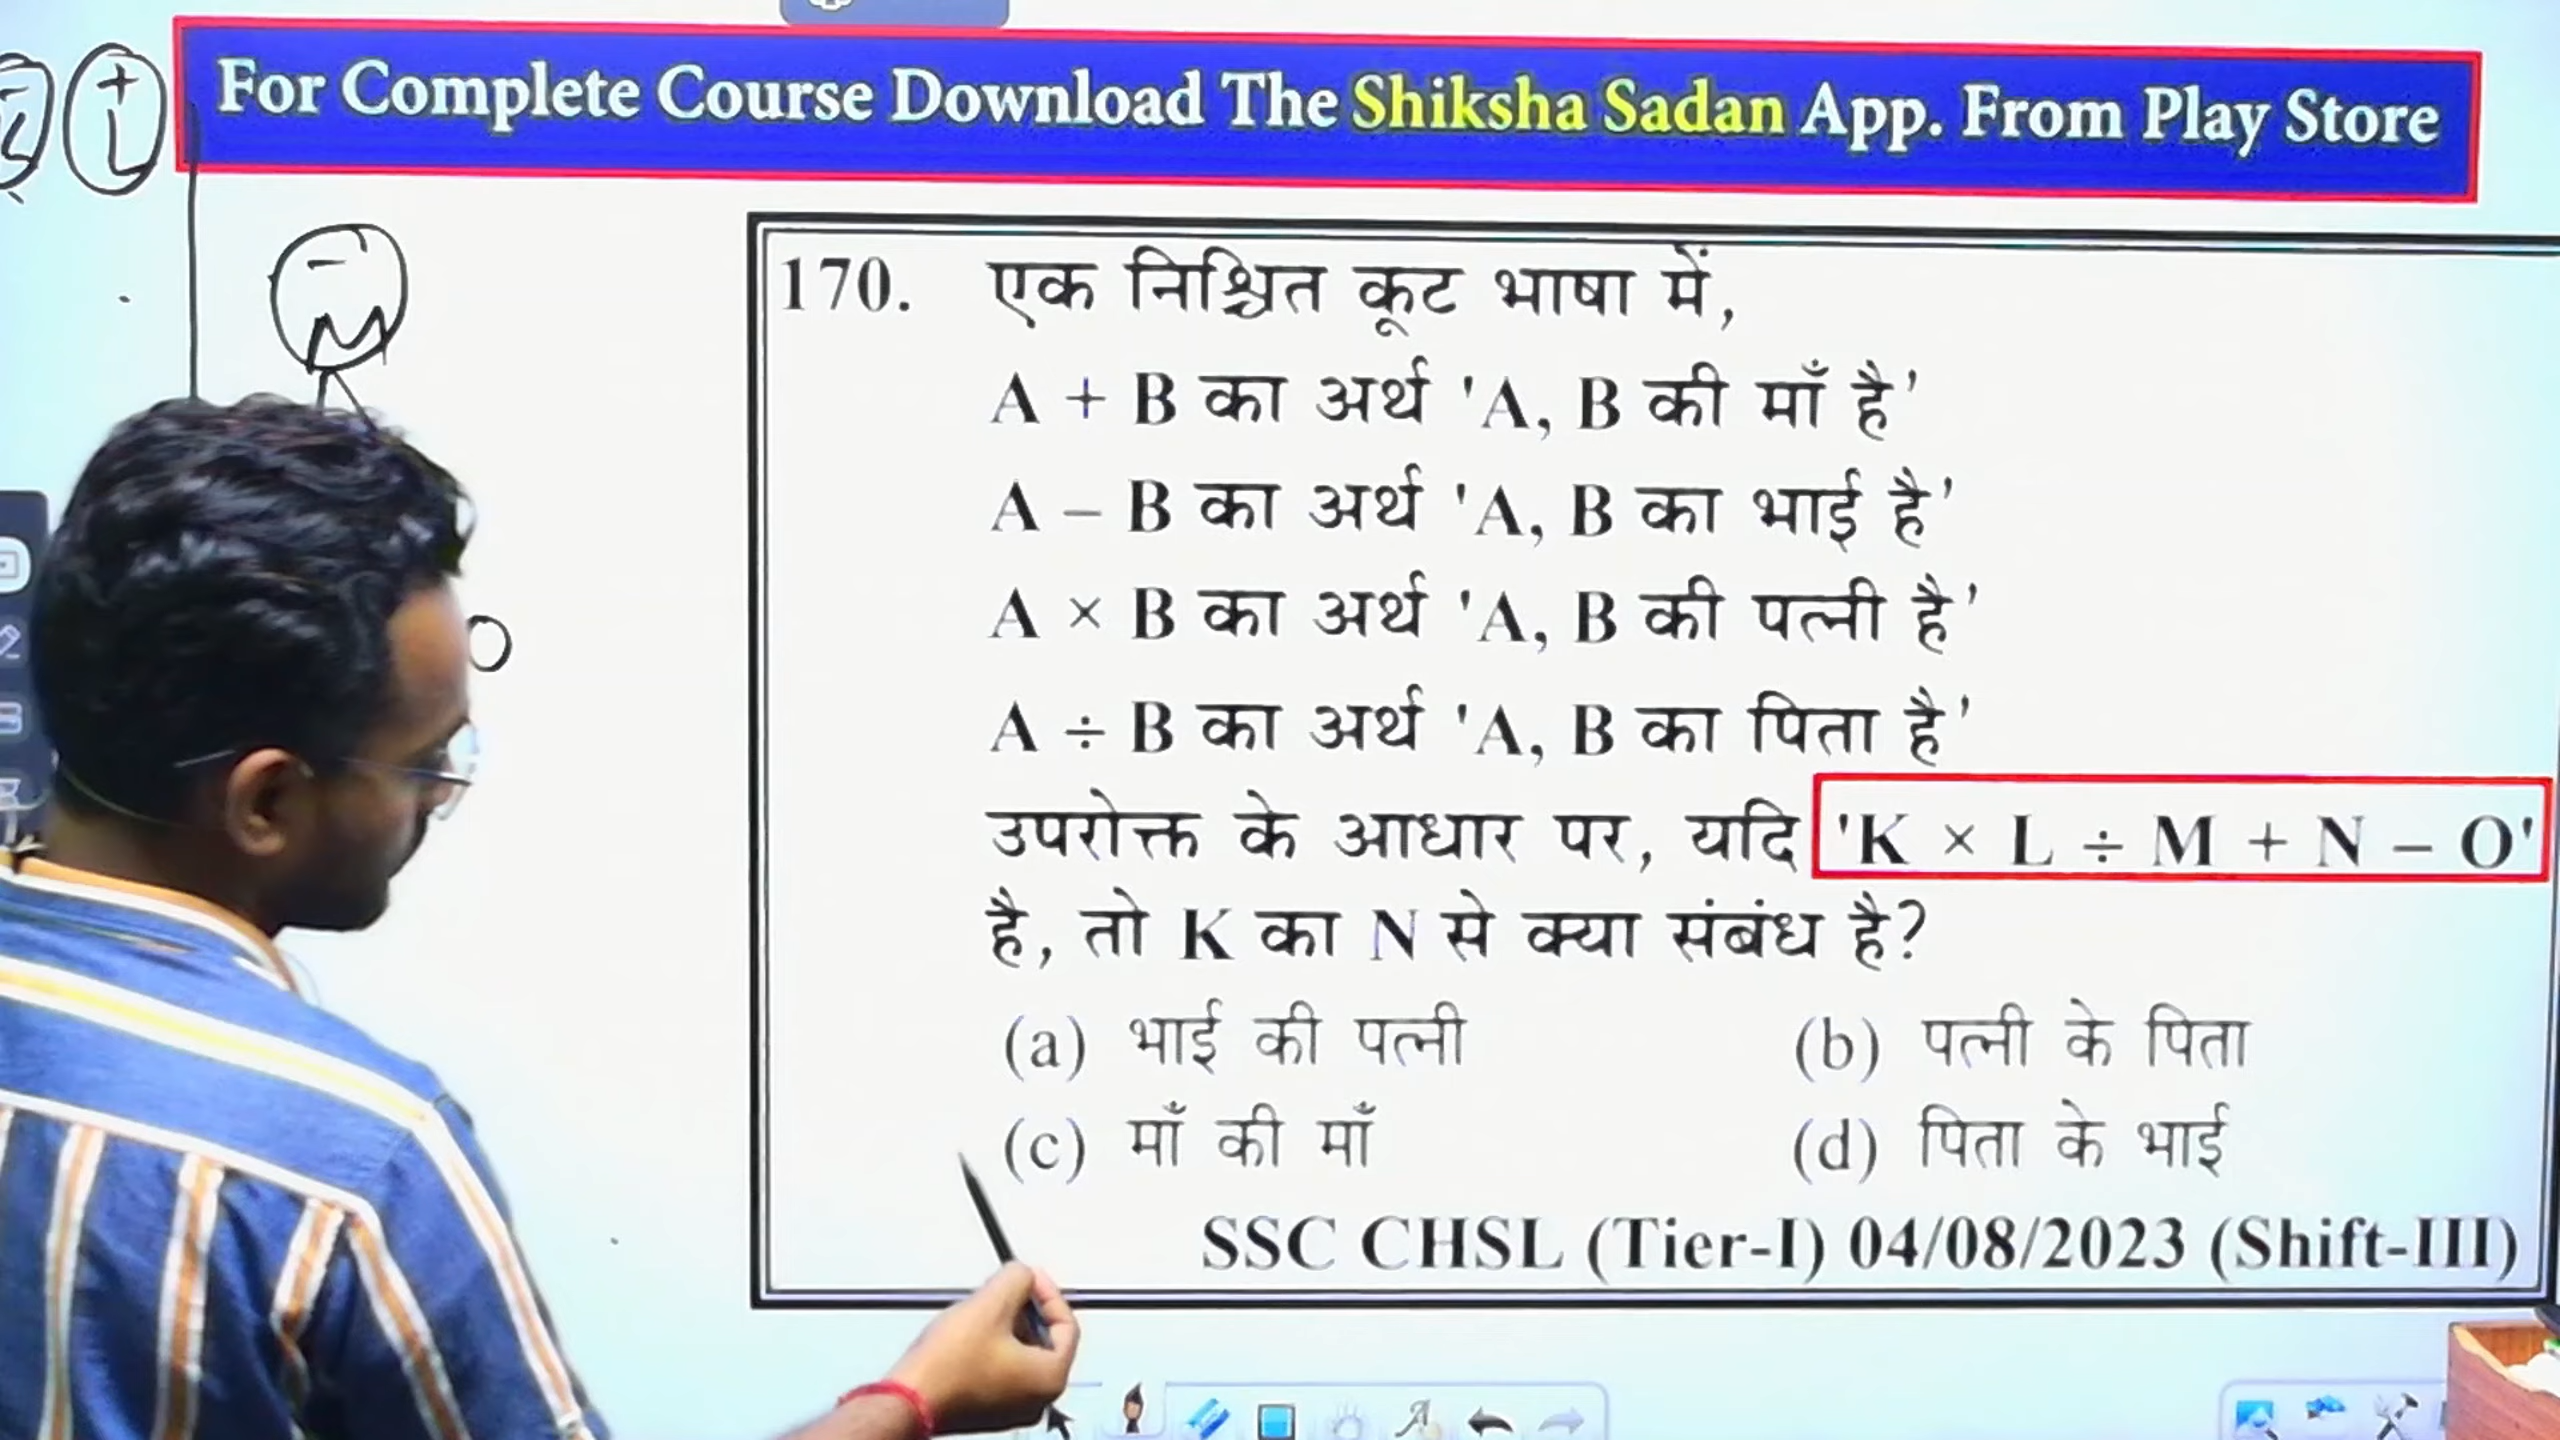 For Complete Course Download The Shiksha Sadan App. From Play Store
+
L
M
O
170. एक निश्चित कूट भाषा में,
A + B का अर्थ 'A, B की माँ है'
A – B का अर्थ 'A, B का भाई है'
A × B का अर्थ 'A, B की पत्नी है'
A ÷ B का अर्थ 'A, B का पिता है'
उपरोक्त के आधार पर, यदि 'K × L ÷ M + N – O'
है, तो K का N से क्या संबंध है?
(a) भाई की पत्नी (b) पत्नी के पिता
(c) माँ की माँ (d) पिता के भाई
SSC CHSL (Tier-I) 04/08/2023 (Shift-III)